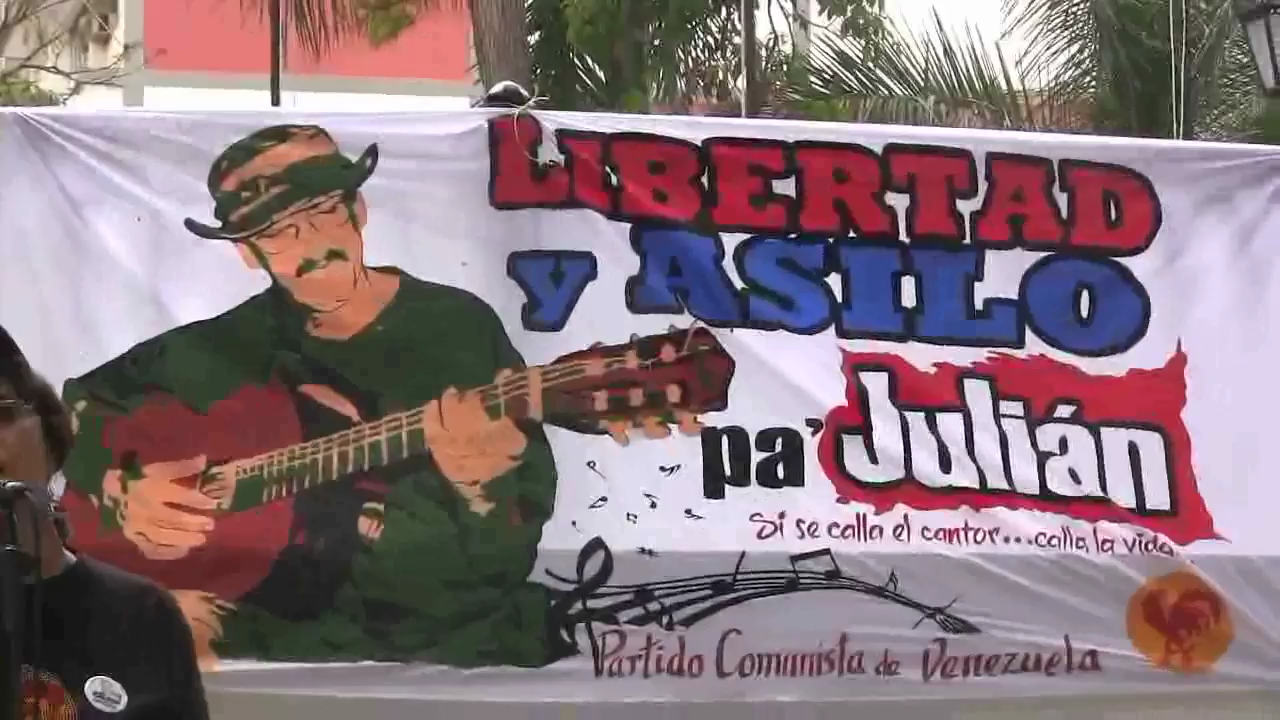 LIBERTAD
y ASILO
pa' Julián
Si se calla el cantor...calla la vida
Partido Comunista de Venezuela